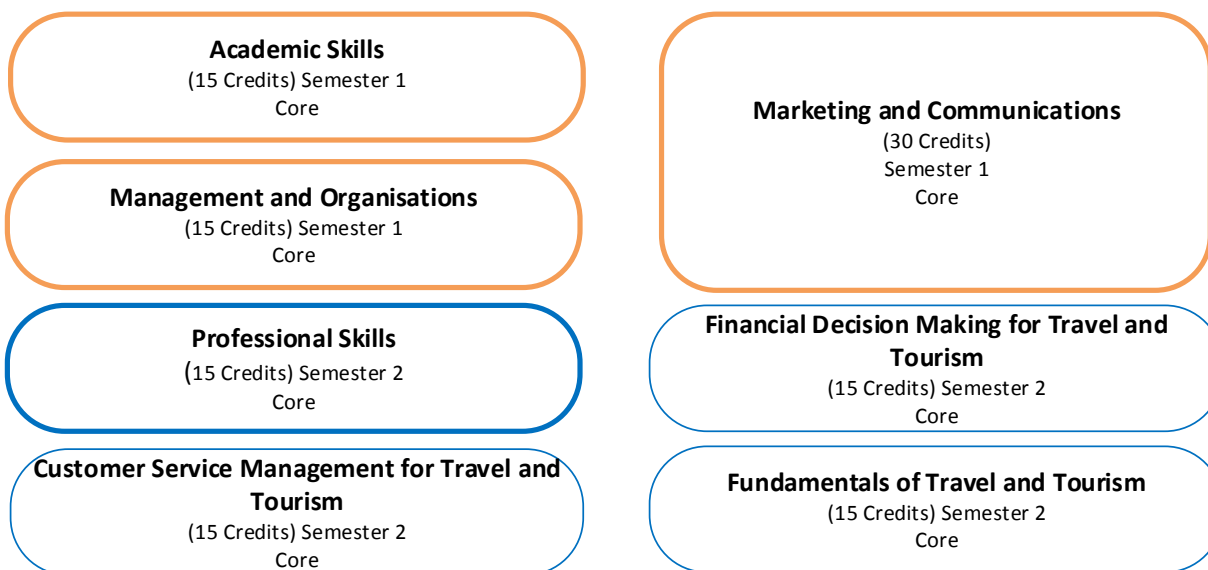 Academic Skills
(15 Credits) Semester 1
Core
Management and Organisations
(15 Credits) Semester 1
Core
Marketing and Communications
(30 Credits)
Semester 1
Core
Professional Skills
(15 Credits) Semester 2
Core
Financial Decision Making for Travel and
Tourism
(15 Credits) Semester 2
Core
Customer Service Management for Travel and
Tourism
(15 Credits) Semester 2
Core
Fundamentals of Travel and Tourism
(15 Credits) Semester 2
Core